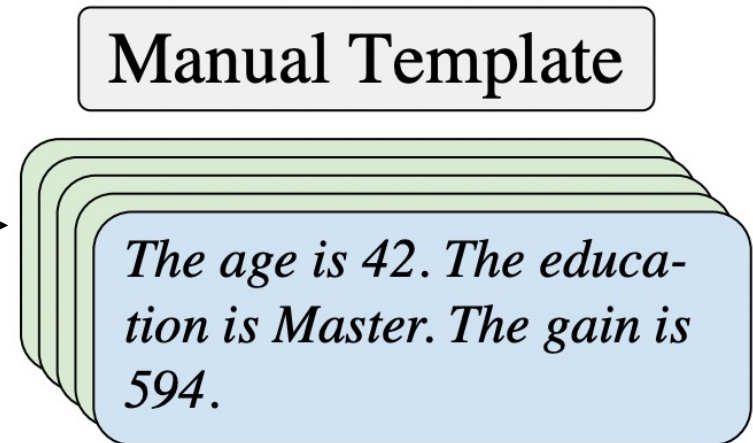 Manual Template
The age is 42. The educa-
tion is Master. The gain is
594.